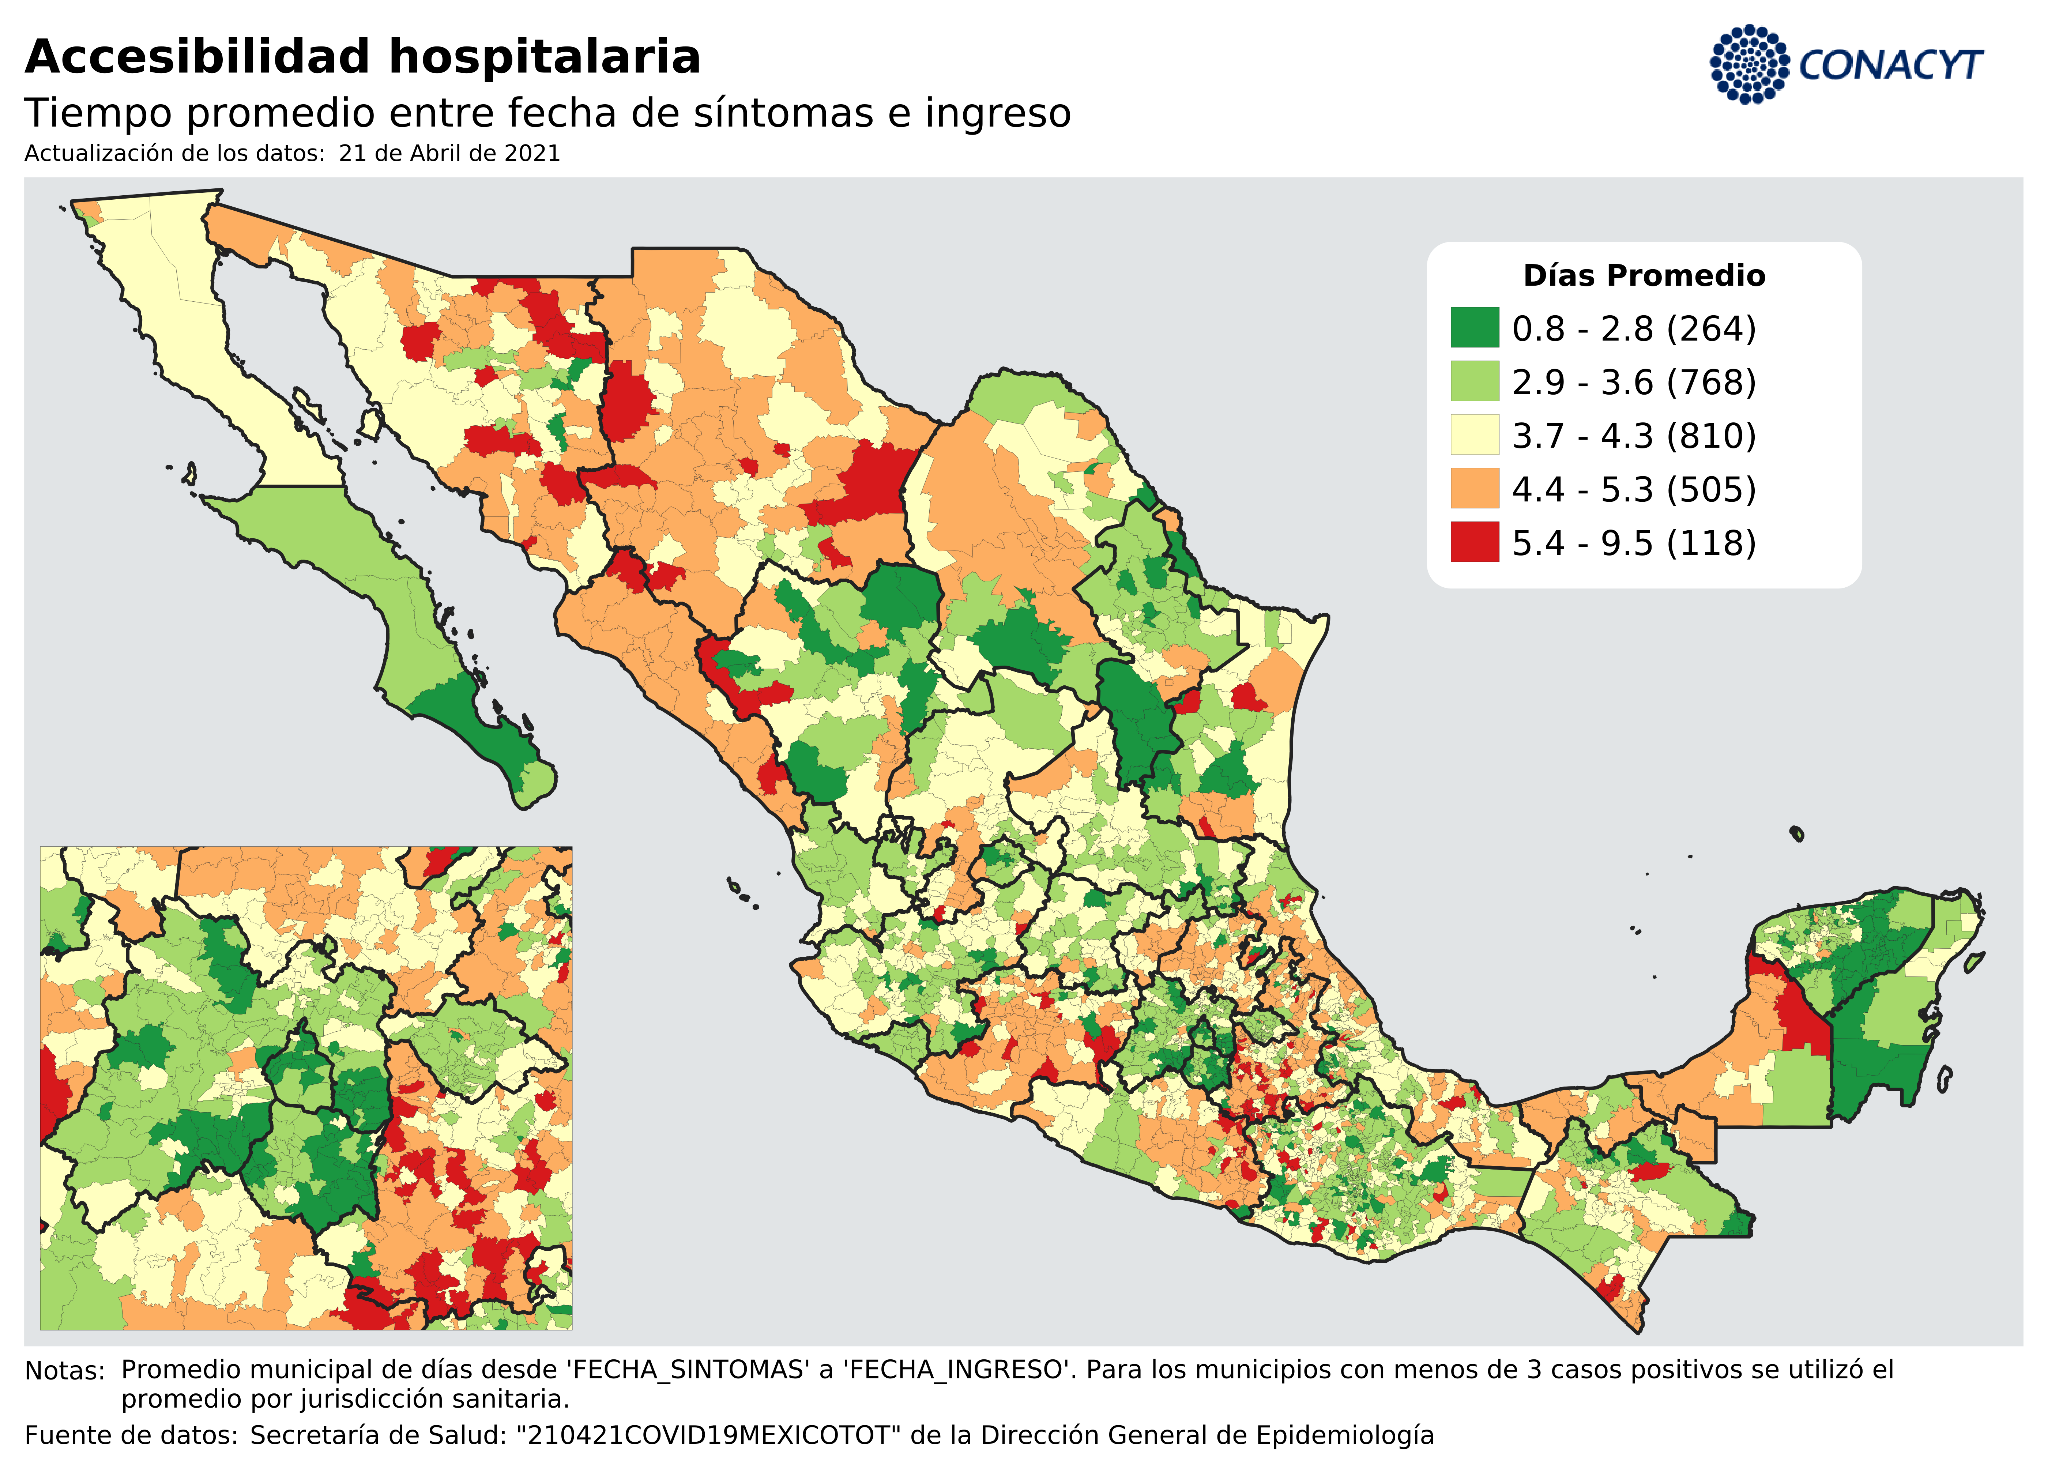 Accesibilidad hospitalaria
CONACYT
Tiempo promedio entre fecha de síntomas e ingreso
Actualización de los datos: 21 de Abril de 2021
Días Promedio
0.8 - 2.8 (264)
2.9 - 3.6 (768)
3.7 - 4.3 (810)
4.4 - 5.3 (505)
5.4 - 9.5 (118)
Notas: Promedio municipal de días desde 'FECHA_SINTOMAS' a 'FECHA_INGRESO'. Para los municipios con menos de 3 casos positivos se utilizó el
promedio por jurisdicción sanitaria.
Fuente de datos: Secretaría de Salud: "210421COVID19MEXICOTOT" de la Dirección General de Epidemiología